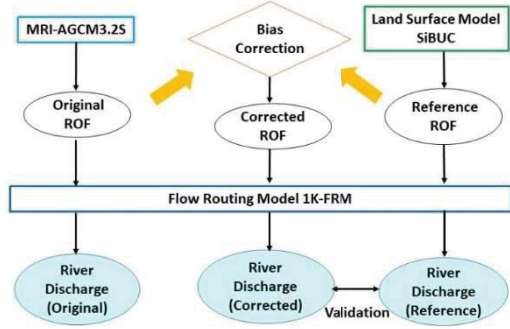 MRI-AGCM3.2S
Bias
Correction
Land Surface Model
SiBUC
Original
ROF
Corrected
ROF
Reference
ROF
Flow Routing Model 1K-FRM
River
Discharge
(Original)
River
Discharge
(Corrected)
Validation
River
Discharge
(Reference)